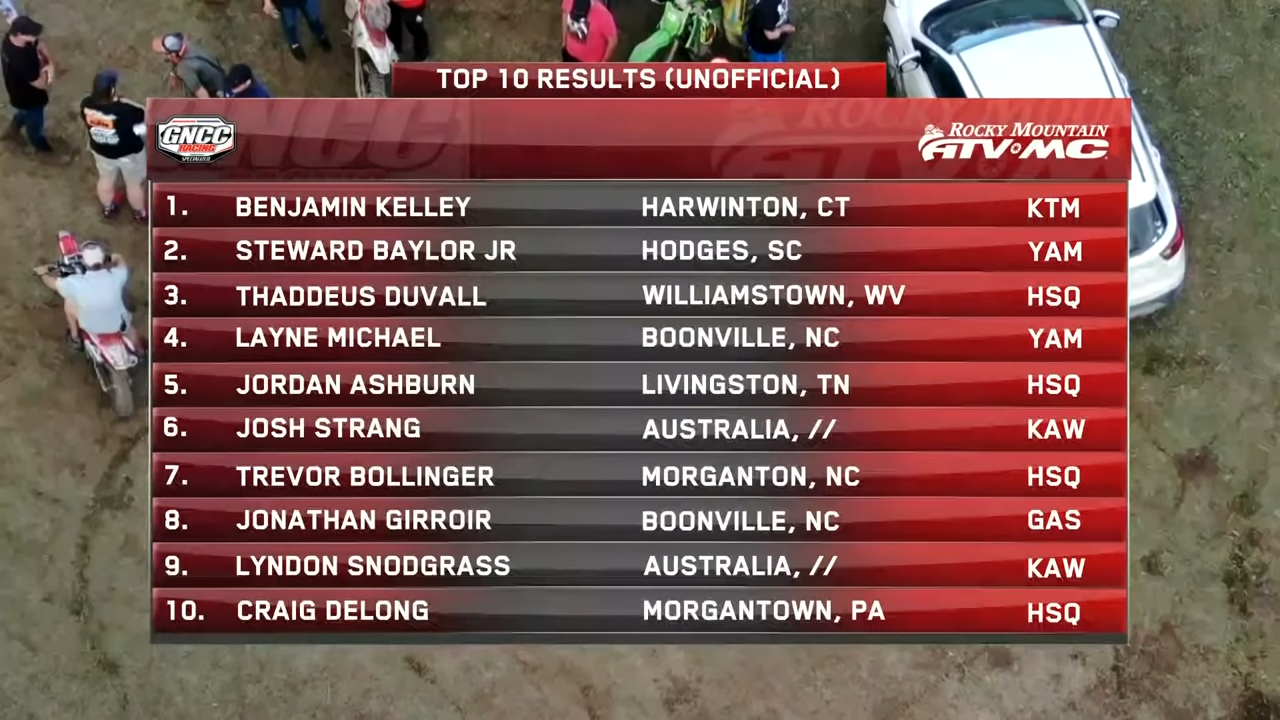 TOP 10 RESULTS (UNOFFICIAL)
GNCC
RACING
SPECIALIZED
ROCKY MOUNTAIN
ATV MC
1. BENJAMIN KELLEY HARWINTON, CT KTM
2. STEWARD BAYLOR JR HODGES, SC YAM
3. THADDEUS DUVALL WILLIAMSTOWN, WV HSQ
4. LAYNE MICHAEL BOONVILLE, NC YAM
5. JORDAN ASHBURN LIVINGSTON, TN HSQ
6. JOSH STRANG AUSTRALIA, // KAW
7. TREVOR BOLLINGER MORGANTON, NC HSQ
8. JONATHAN GIRROIR BOONVILLE, NC GAS
9. LYNDON SNODGRASS AUSTRALIA, // KAW
10. CRAIG DELONG MORGANTOWN, PA HSQ